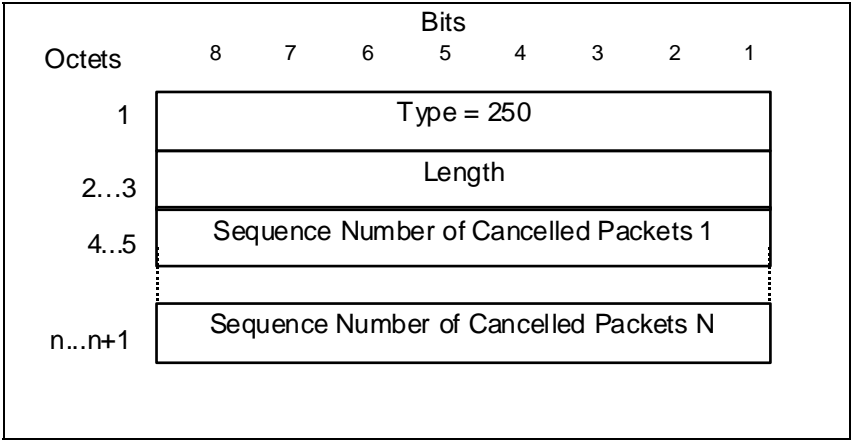 Bits
Octets 8 7 6 5 4 3 2 1
1 Type = 250
2...3 Length
4...5 Sequence Number of Cancelled Packets 1
n...n+1 Sequence Number of Cancelled Packets N